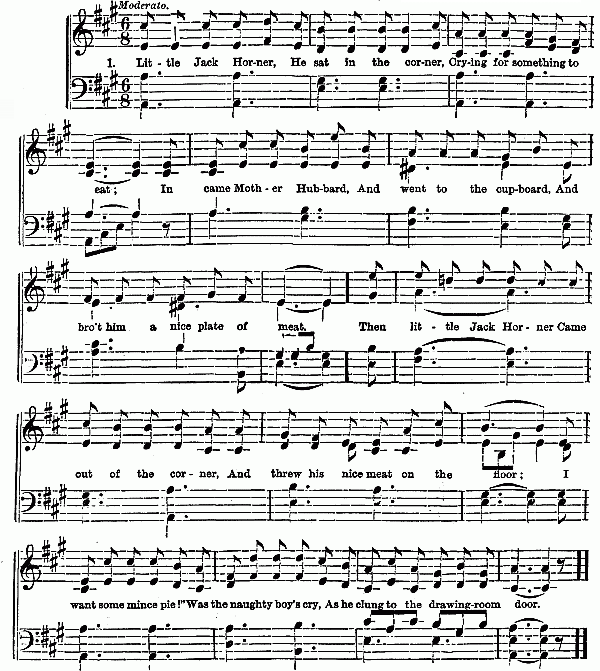 Moderato.
1. Lit - tle Jack Hor-ner, He sat in the cor-ner, Cry-ing for something to
eat; In came Moth - er Hub-bard, And went to the cup-board, And
bro't him a nice plate of meat, Then lit - tle Jack Hor - ner Came
out of the cor - ner, And threw his nice meat on the floor; I
want some mince pie!" Was the naughty boy's cry, As he clung to the drawing-room door.